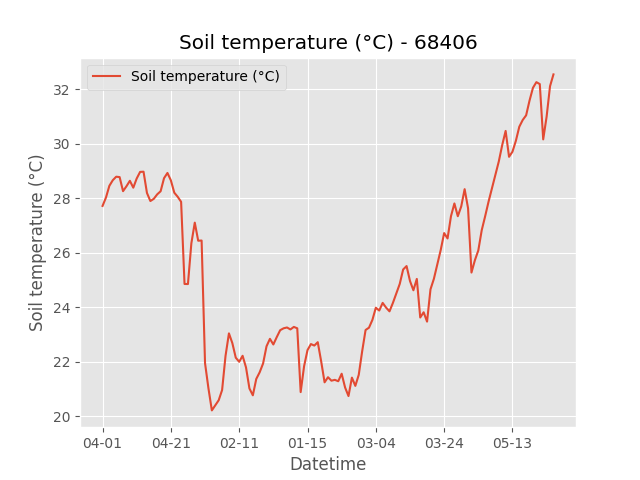 Soil temperature (°C) - 68406
Soil temperature (°C)
32
30
28
26
24
22
20
Soil temperature (°C)
04-01 04-21 02-11 01-15 03-04 03-24 05-13
Datetime